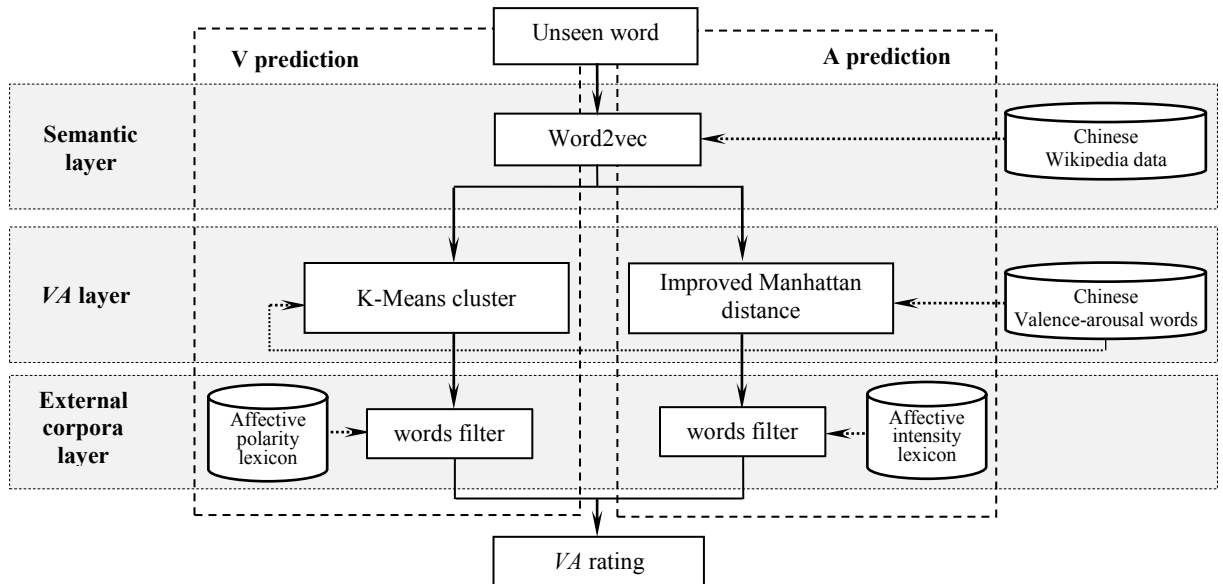 Unseen word
V prediction
A prediction
Semantic
layer
Word2vec
Chinese
Wikipedia data
VA layer
K-Means cluster
Improved Manhattan
distance
Chinese
Valence-arousal words
External
corpora
layer
Affective
polarity
lexicon
words filter
words filter
Affective
intensity
lexicon
VA rating